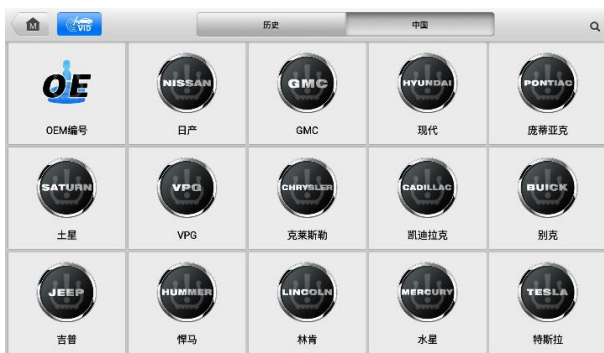 M
VID
历史
中国
OE
NISSAN
GMC
HYUNDAI
PONTIAC
OEM编号
日产
GMC
现代
庞蒂亚克
SATURN
VPG
CHRYSLER
CADILLAC
BUICK
土星
VPG
克莱斯勒
凯迪拉克
别克
JEEP
HUMMER
LINCOLN
MERCURY
TESLA
吉普
悍马
林肯
水星
特斯拉